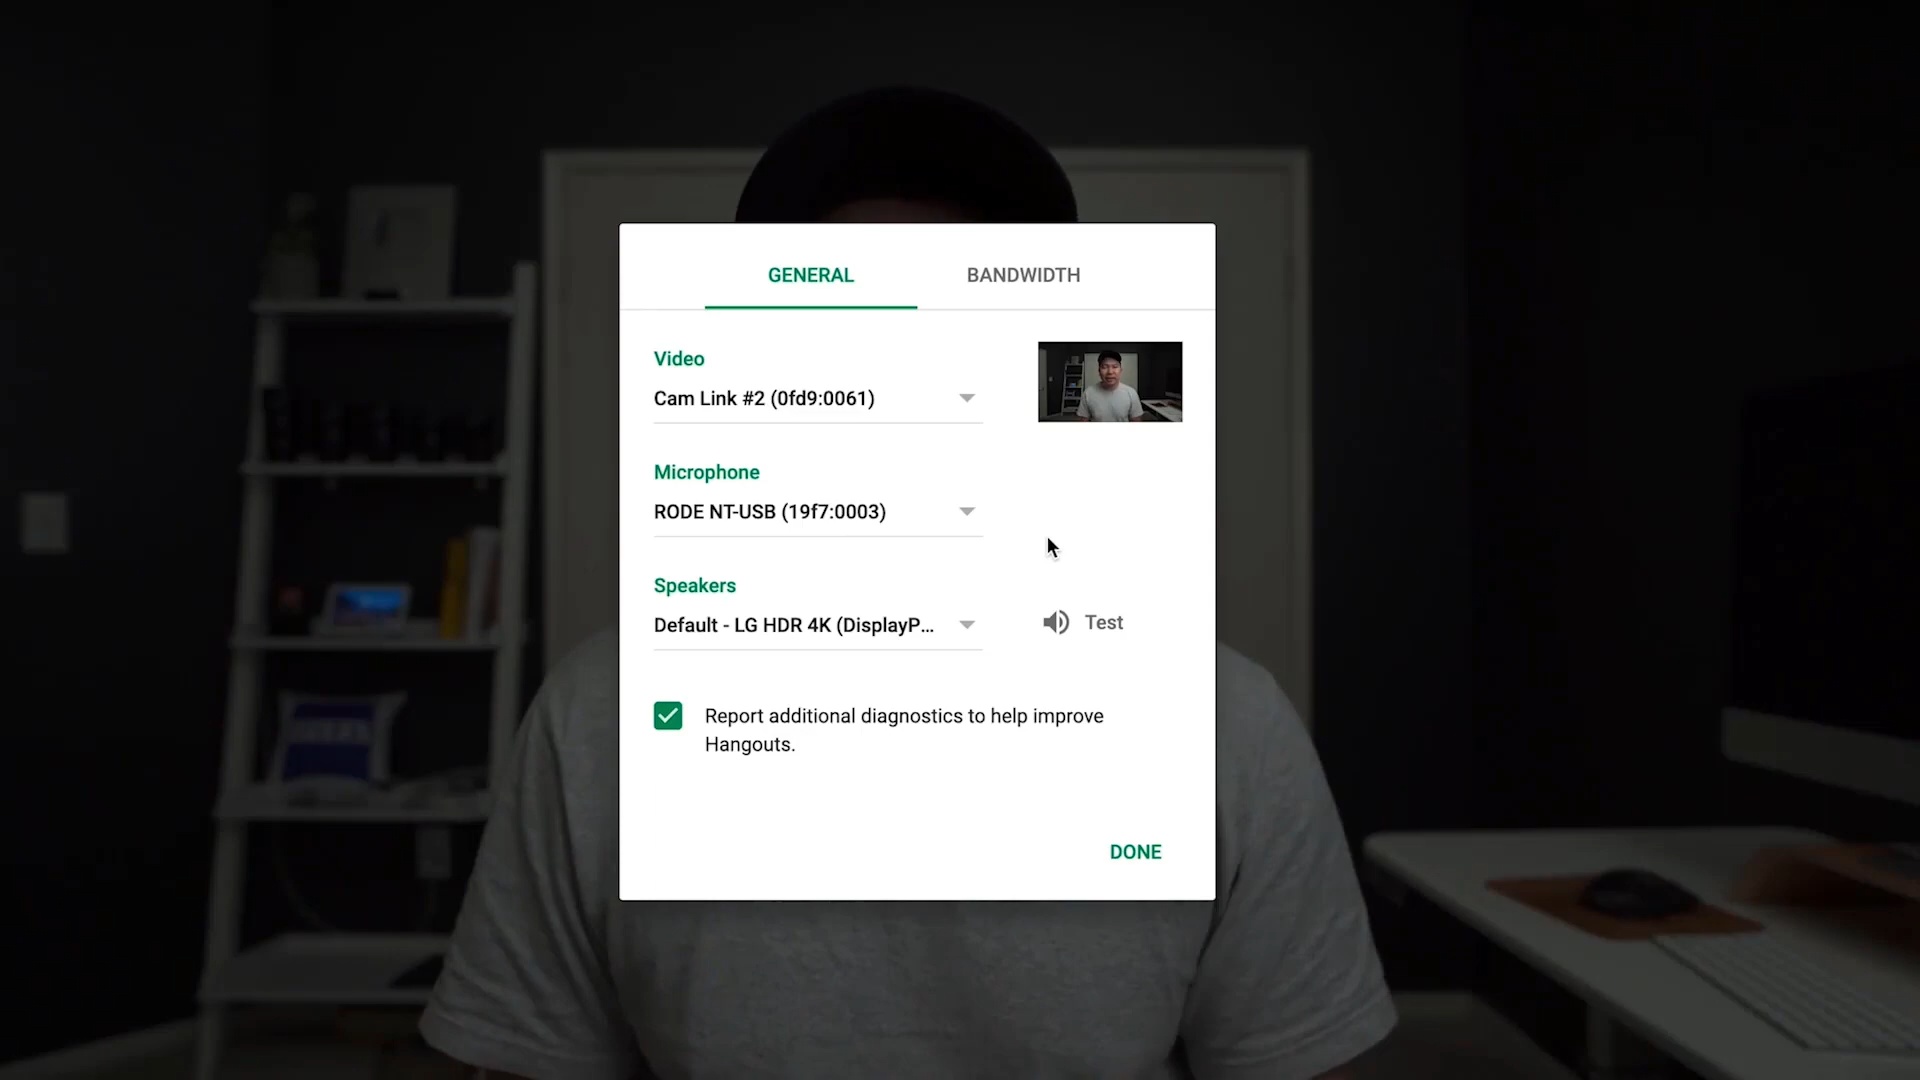 GENERAL
BANDWIDTH
Video
Cam Link #2 (0fd9:0061)
Microphone
RODE NT-USB (19f7:0003)
Speakers
Default - LG HDR 4K (DisplayP...
Test
Report additional diagnostics to help improve
Hangouts.
DONE